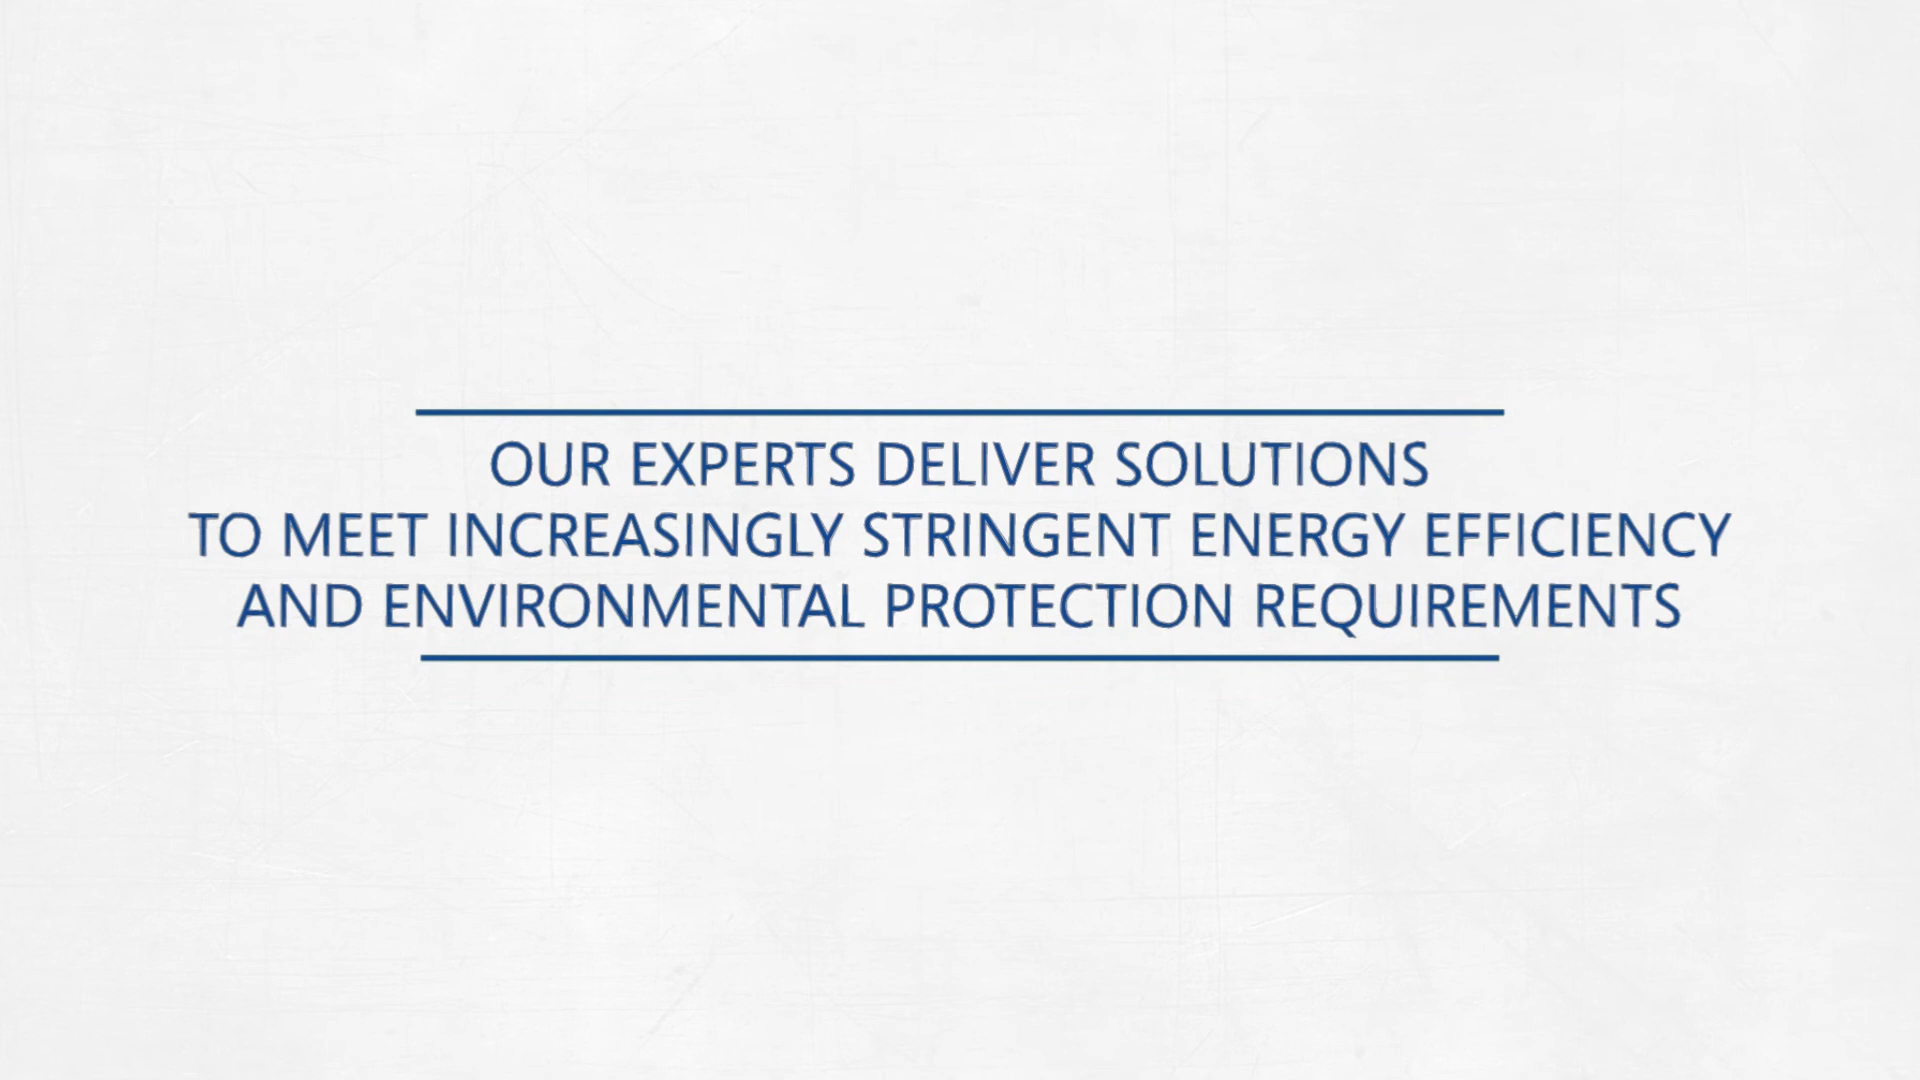 OUR EXPERTS DELIVER SOLUTIONS
TO MEET INCREASINGLY STRINGENT ENERGY EFFICIENCY
AND ENVIRONMENTAL PROTECTION REQUIREMENTS